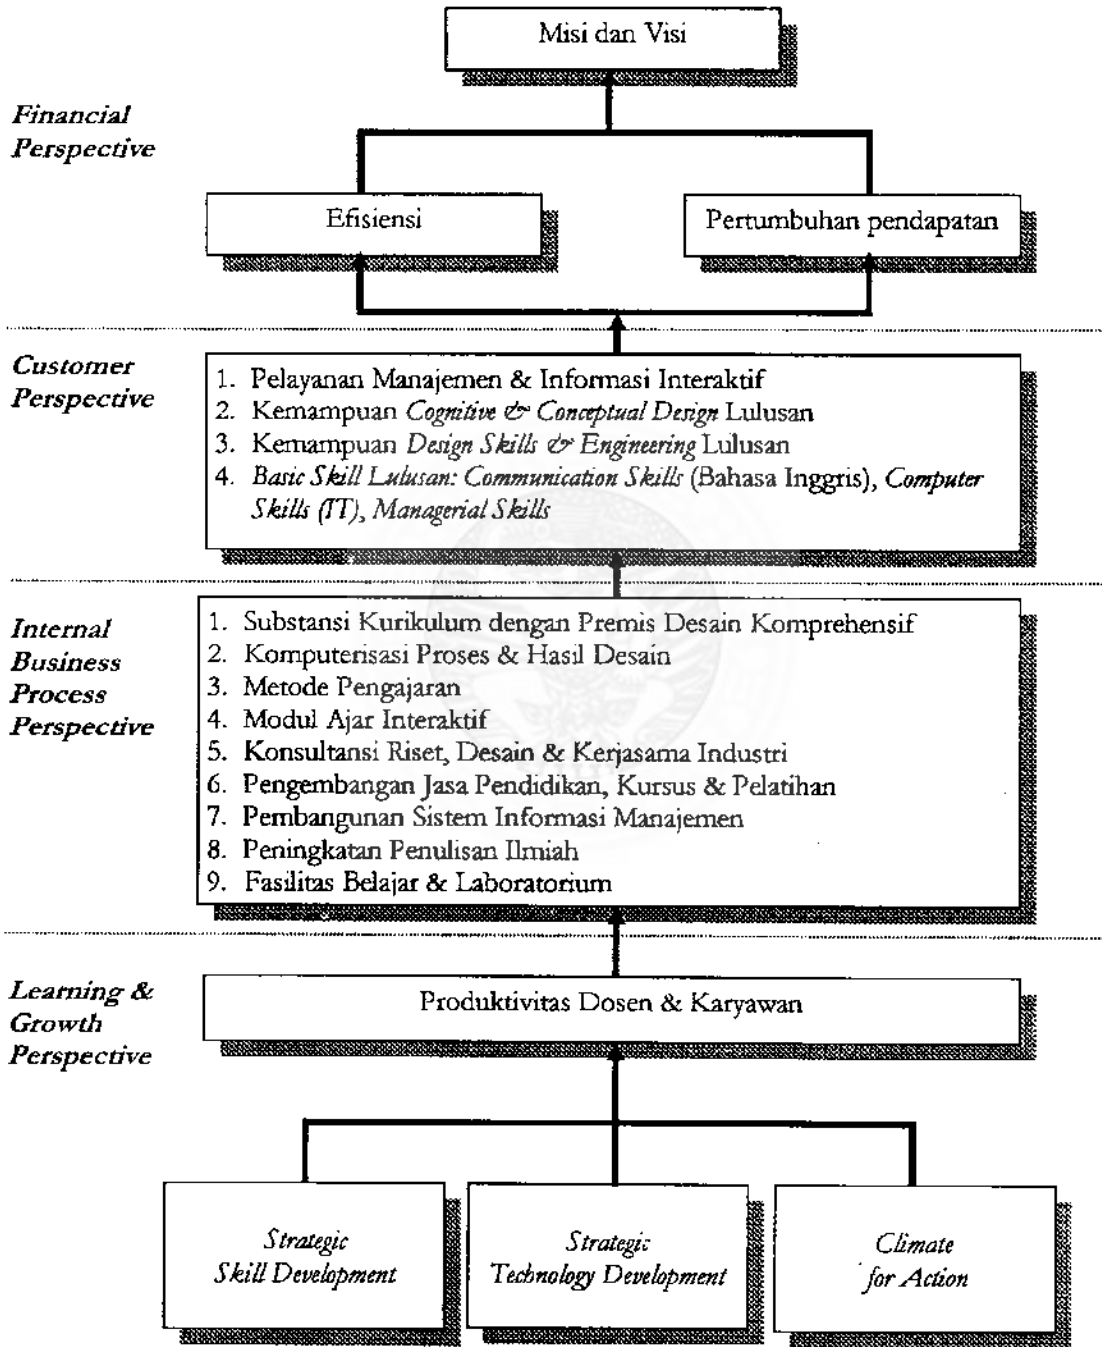 Misi dan Visi
Financial
Perspective
Efisiensi
Pertumbuhan pendapatan
Customer
Perspective
1. Pelayanan Manajemen & Informasi Interaktif
2. Kemampuan Cognitive & Conceptual Design Lulusan
3. Kemampuan Design Skills & Engineering Lulusan
4. Basic Skill Lulusan: Communication Skills (Bahasa Inggris), Computer
Skills (IT), Managerial Skills
Internal
Business
Process
Perspective
1. Substansi Kurikulum dengan Premis Desain Komprehensif
2. Komputerisasi Proses & Hasil Desain
3. Metode Pengajaran
4. Modul Ajar Interaktif
5. Konsultansi Riset, Desain & Kerjasama Industri
6. Pengembangan Jasa Pendidikan, Kursus & Pelatihan
7. Pembangunan Sistem Informasi Manajemen
8. Peningkatan Penulisan Ilmiah
9. Fasilitas Belajar & Laboratorium
Learning &
Growth
Perspective
Produktivitas Dosen & Karyawan
Strategic
Skill Development
Strategic
Technology Development
Climate
for Action